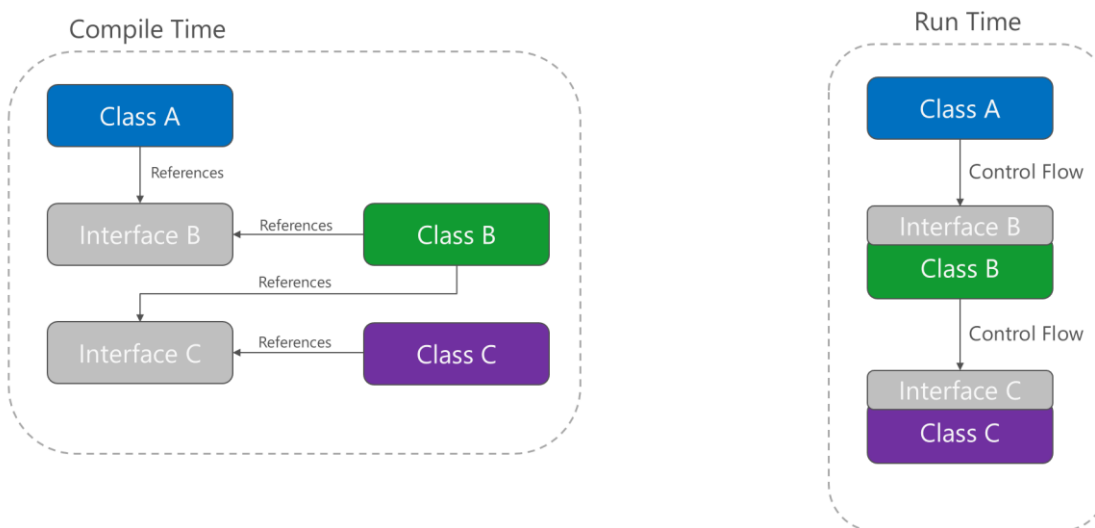 Compile Time
Class A
References
Interface B
References
Class B
References
Interface C
References
Class C
Run Time
Class A
Control Flow
Interface B
Class B
Control Flow
Interface C
Class C